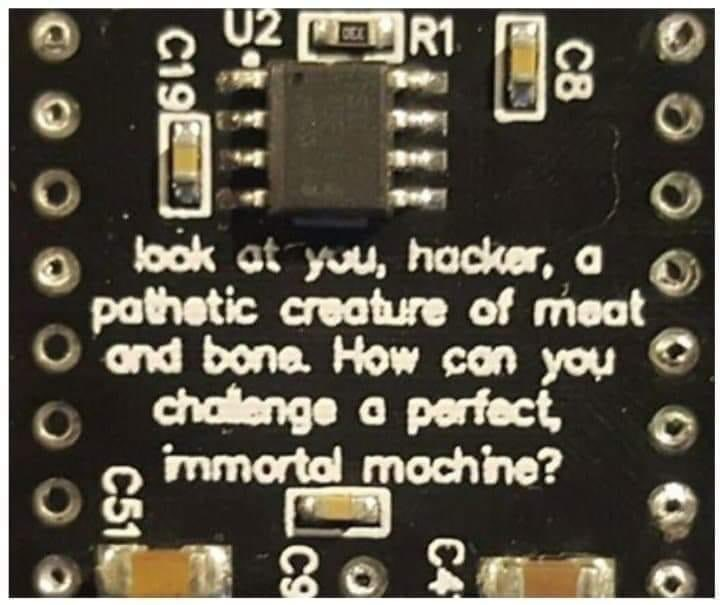 U2 R1
C19 C8
look at you, hacker, a
pathetic creature of meat
and bone. How can you
challenge a perfect,
immortal machine?
C51
C9 C4